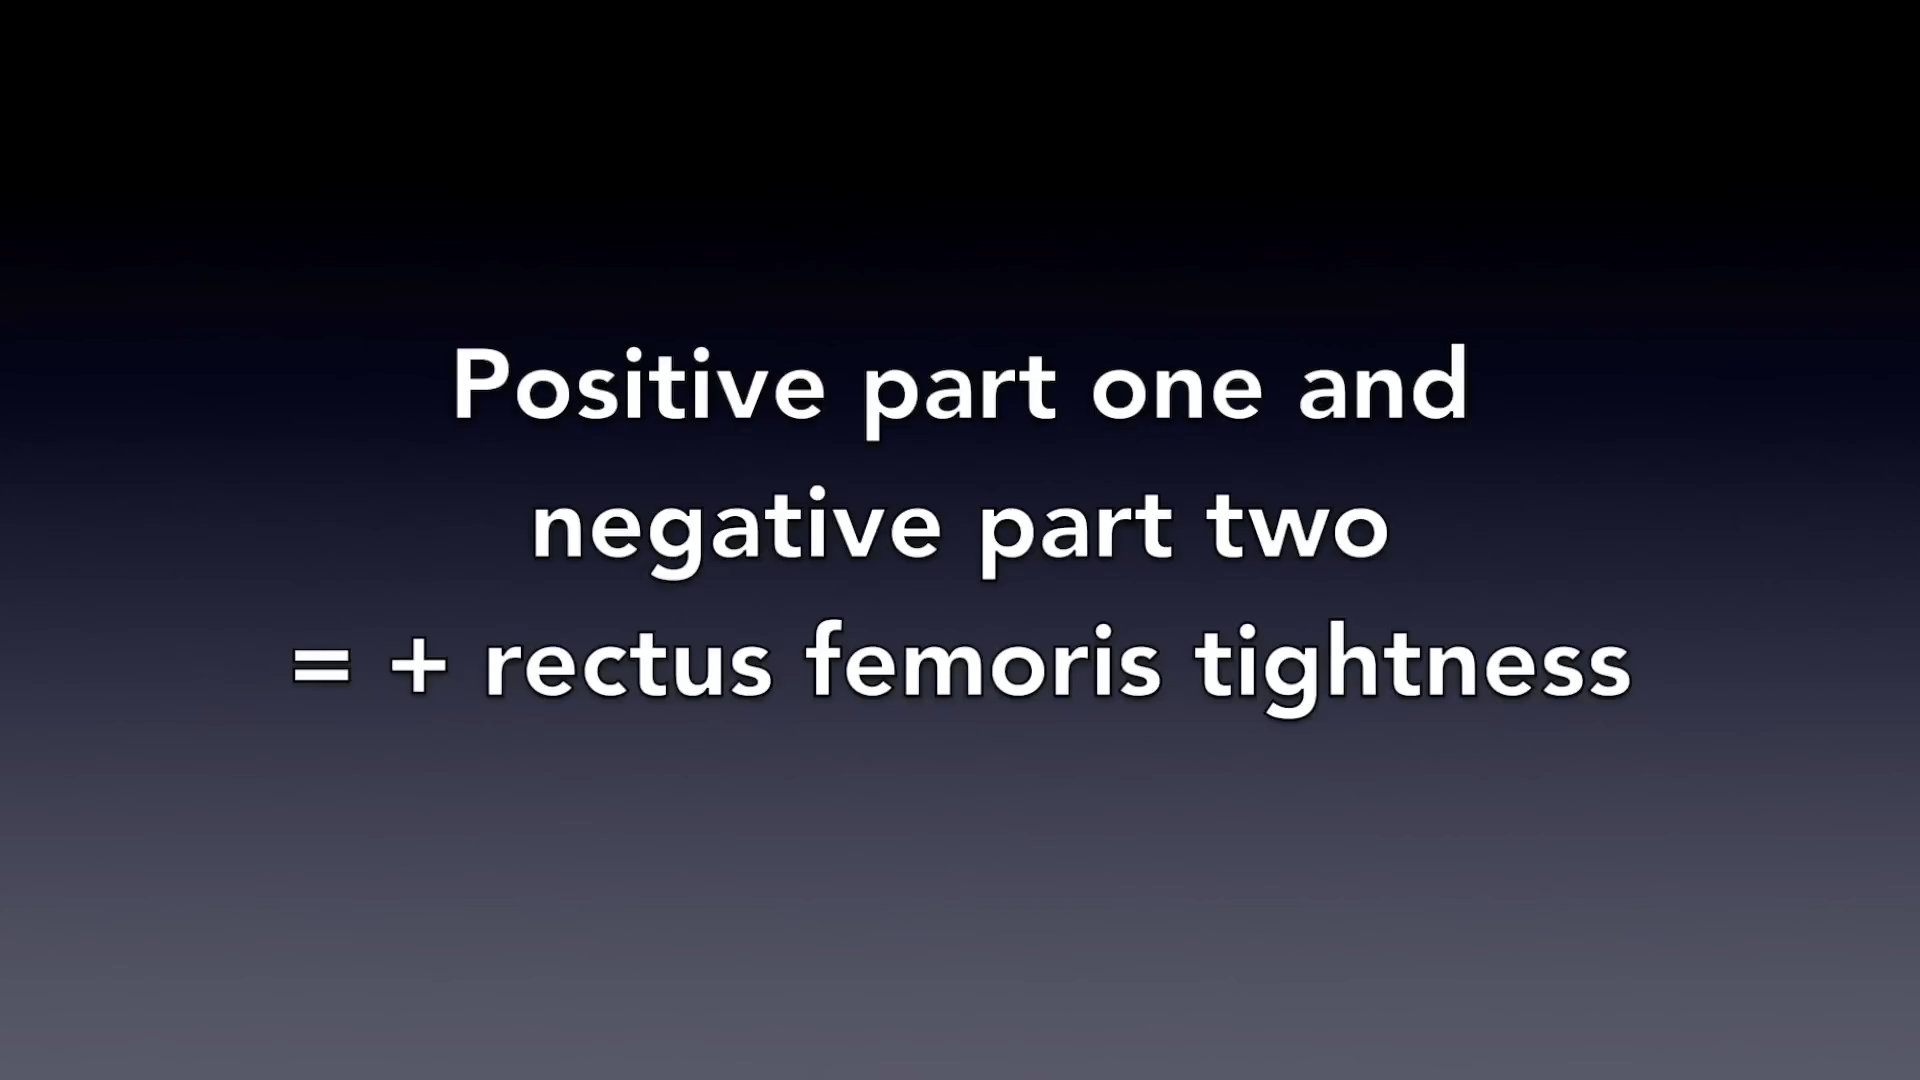 Positive part one and
negative part two
= + rectus femoris tightness